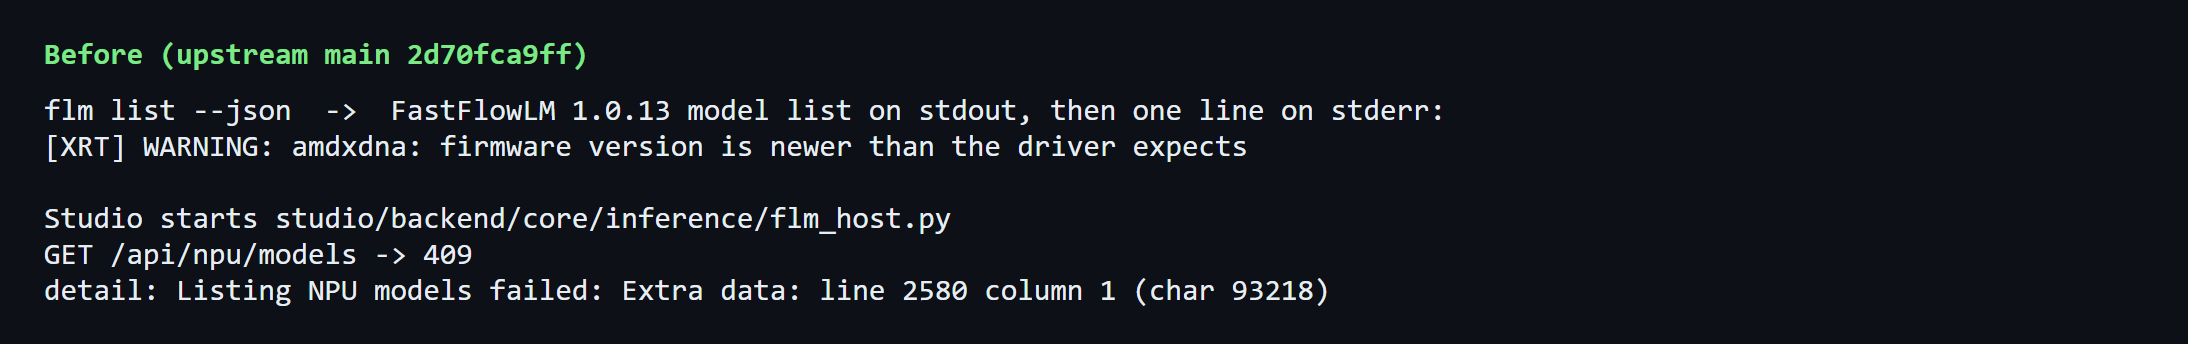 Before (upstream main 2d70fca9ff)
flm list --json  ->  FastFlowLM 1.0.13 model list on stdout, then one line on stderr:
[XRT] WARNING: amdxdna: firmware version is newer than the driver expects
Studio starts studio/backend/core/inference/flm_host.py
GET /api/npu/models -> 409
detail: Listing NPU models failed: Extra data: line 2580 column 1 (char 93218)